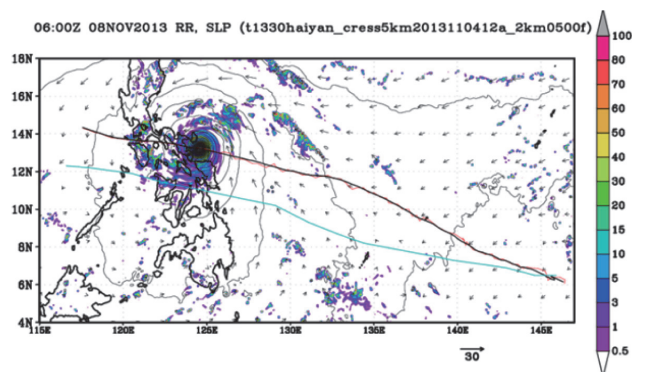 06:00Z 08NOV2013 RR, SLP (t1330haiyan_cress5km2013110412a_2km0500f)
18N
16N
14N
12N
10N
8N
6N
4N
115E 120E 125E 130E 135E 140E 145E
30
100
80
70
60
50
40
30
20
15
10
5
3
1
0.5